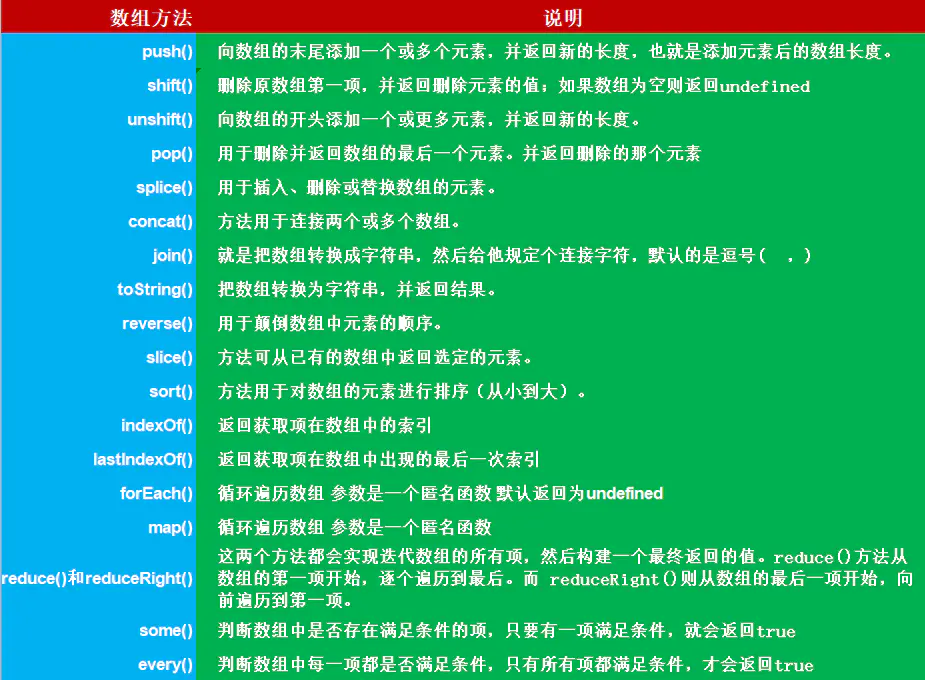 数组方法 说明
push() 向数组的末尾添加一个或多个元素，并返回新的长度，也就是添加元素后的数组长度。
shift() 删除原数组第一项，并返回删除元素的值；如果数组为空则返回undefined
unshift() 向数组的开头添加一个或更多元素，并返回新的长度。
pop() 用于删除并返回数组的最后一个元素。并返回删除的那个元素
splice() 用于插入、删除或替换数组的元素。
concat() 方法用于连接两个或多个数组。
join() 就是把数组转换成字符串，然后给他规定个连接字符，默认的是逗号( ，)
toString() 把数组转换为字符串，并返回结果。
reverse() 用于颠倒数组中元素的顺序。
slice() 方法可从已有的数组中返回选定的元素。
sort() 方法用于对数组的元素进行排序（从小到大）。
indexOf() 返回获取项在数组中的索引
lastIndexOf() 返回获取项在数组中出现的最后一次索引
forEach() 循环遍历数组 参数是一个匿名函数 默认返回为undefined
map() 循环遍历数组 参数是一个匿名函数
reduce()和reduceRight() 这两个方法都会实现迭代数组的所有项，然后构建一个最终返回的值。reduce()方法从
数组的第一项开始，逐个遍历到最后。而 reduceRight()则从数组的最后一项开始，向
前遍历到第一项。
some() 判断数组中是否存在满足条件的项，只要有一项满足条件，就会返回true
every() 判断数组中每一项都是否满足条件，只有所有项都满足条件，才会返回true